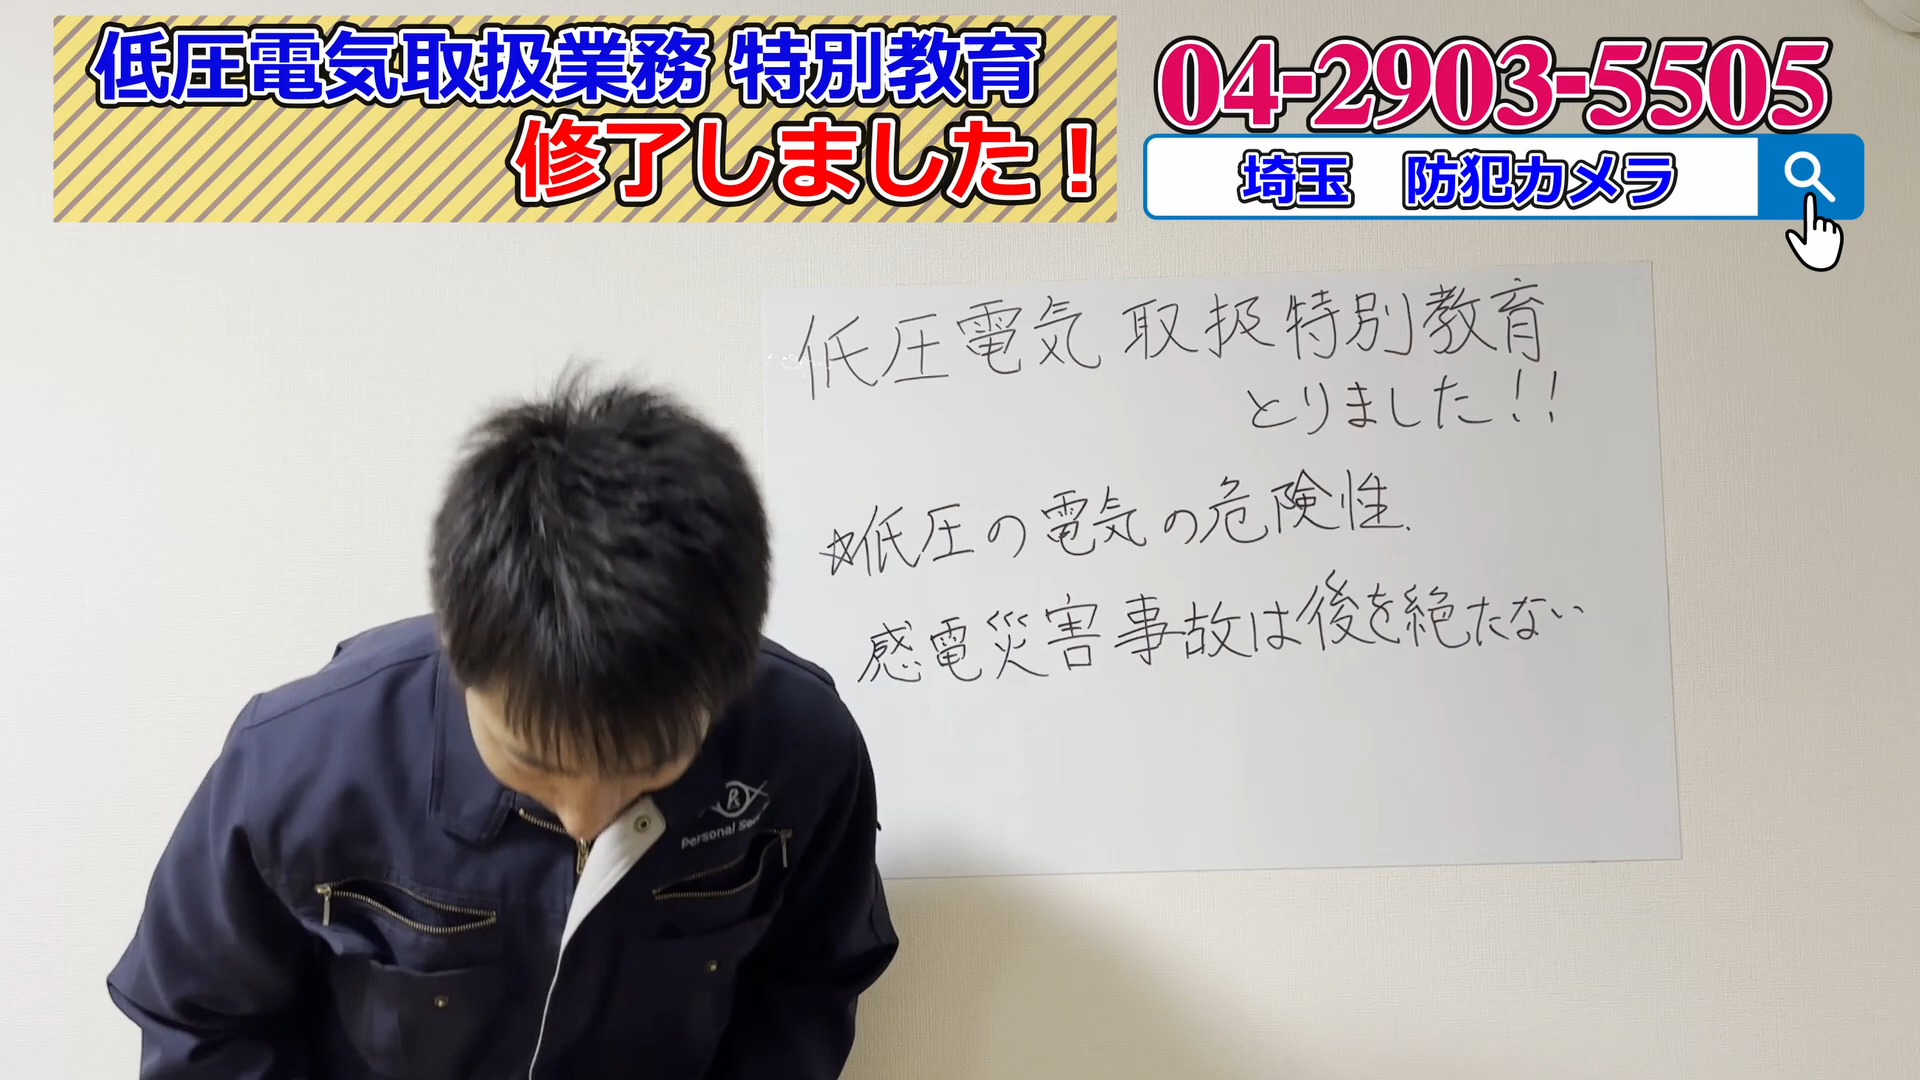 低圧電気取扱業務 特別教育
修了しました！
04-2903-5505
埼玉 防犯カメラ
低圧電気取扱特別教育
とりました!!
☆低圧の電気の危険性.
感電災害事故は後を絶たない
Personal